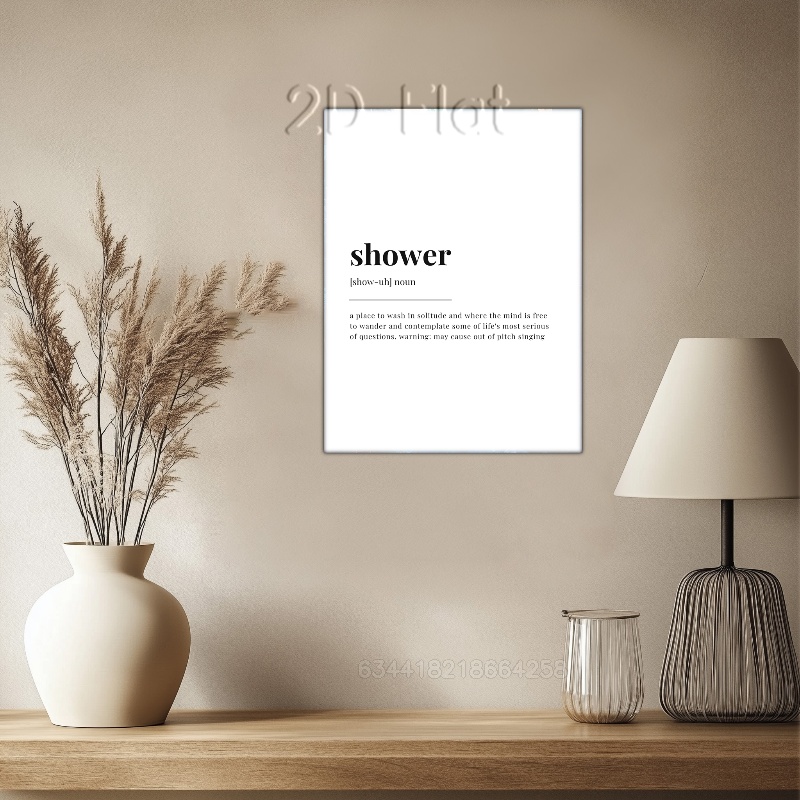 2D Flat
shower
[show-uh] noun
a place to wash in solitude and where the mind is free
to wander and contemplate some of life's most serious
of questions. warning: may cause out of pitch singing
634418218664258